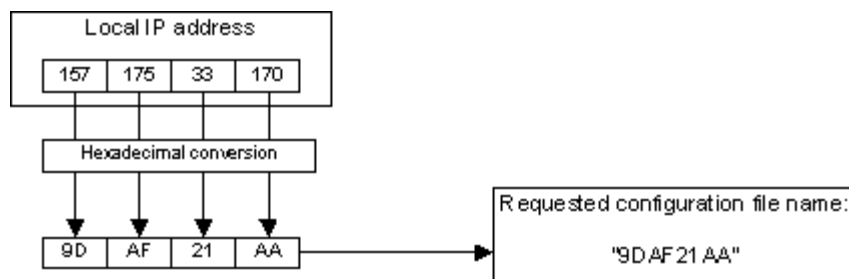 Local IP address
157 175 33 170
Hexadecimal conversion
9D AF 21 AA
Requested configuration file name:
"9DAF21AA"